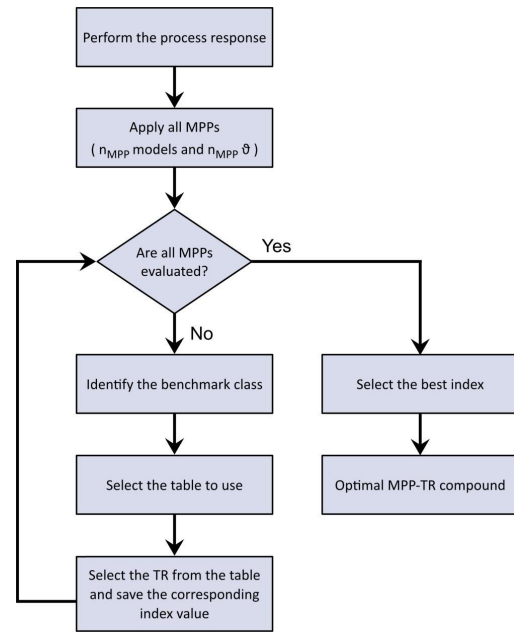 Perform the process response
Apply all MPPs
( nMPP models and nMPP ϑ )
Are all MPPs
evaluated?
Yes
No
Identify the benchmark class
Select the best index
Select the table to use
Optimal MPP-TR compound
Select the TR from the table
and save the corresponding
index value